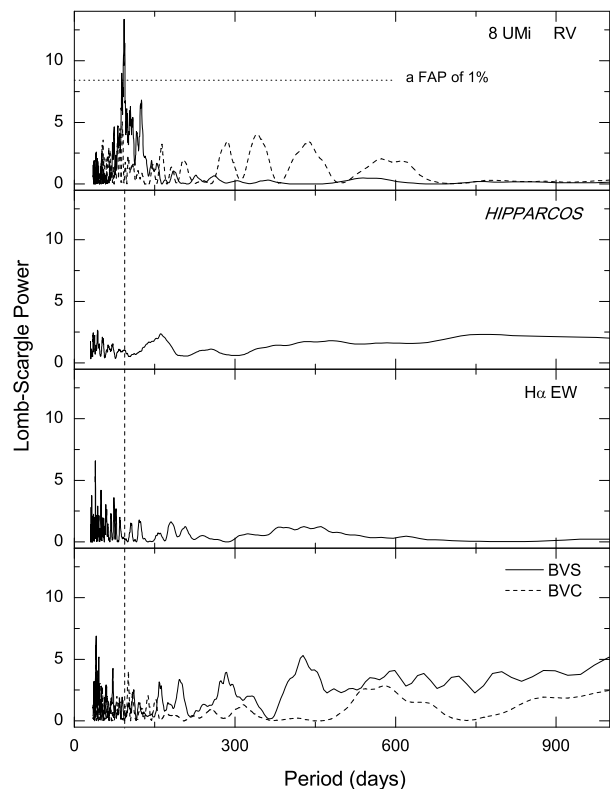 8 UMi RV
a FAP of 1%
10
5
0
HIPPARCOS
10
5
0
Hα EW
10
5
0
BVS
BVC
10
5
0
0 300 600 900
Period (days)
Lomb-Scargle Power